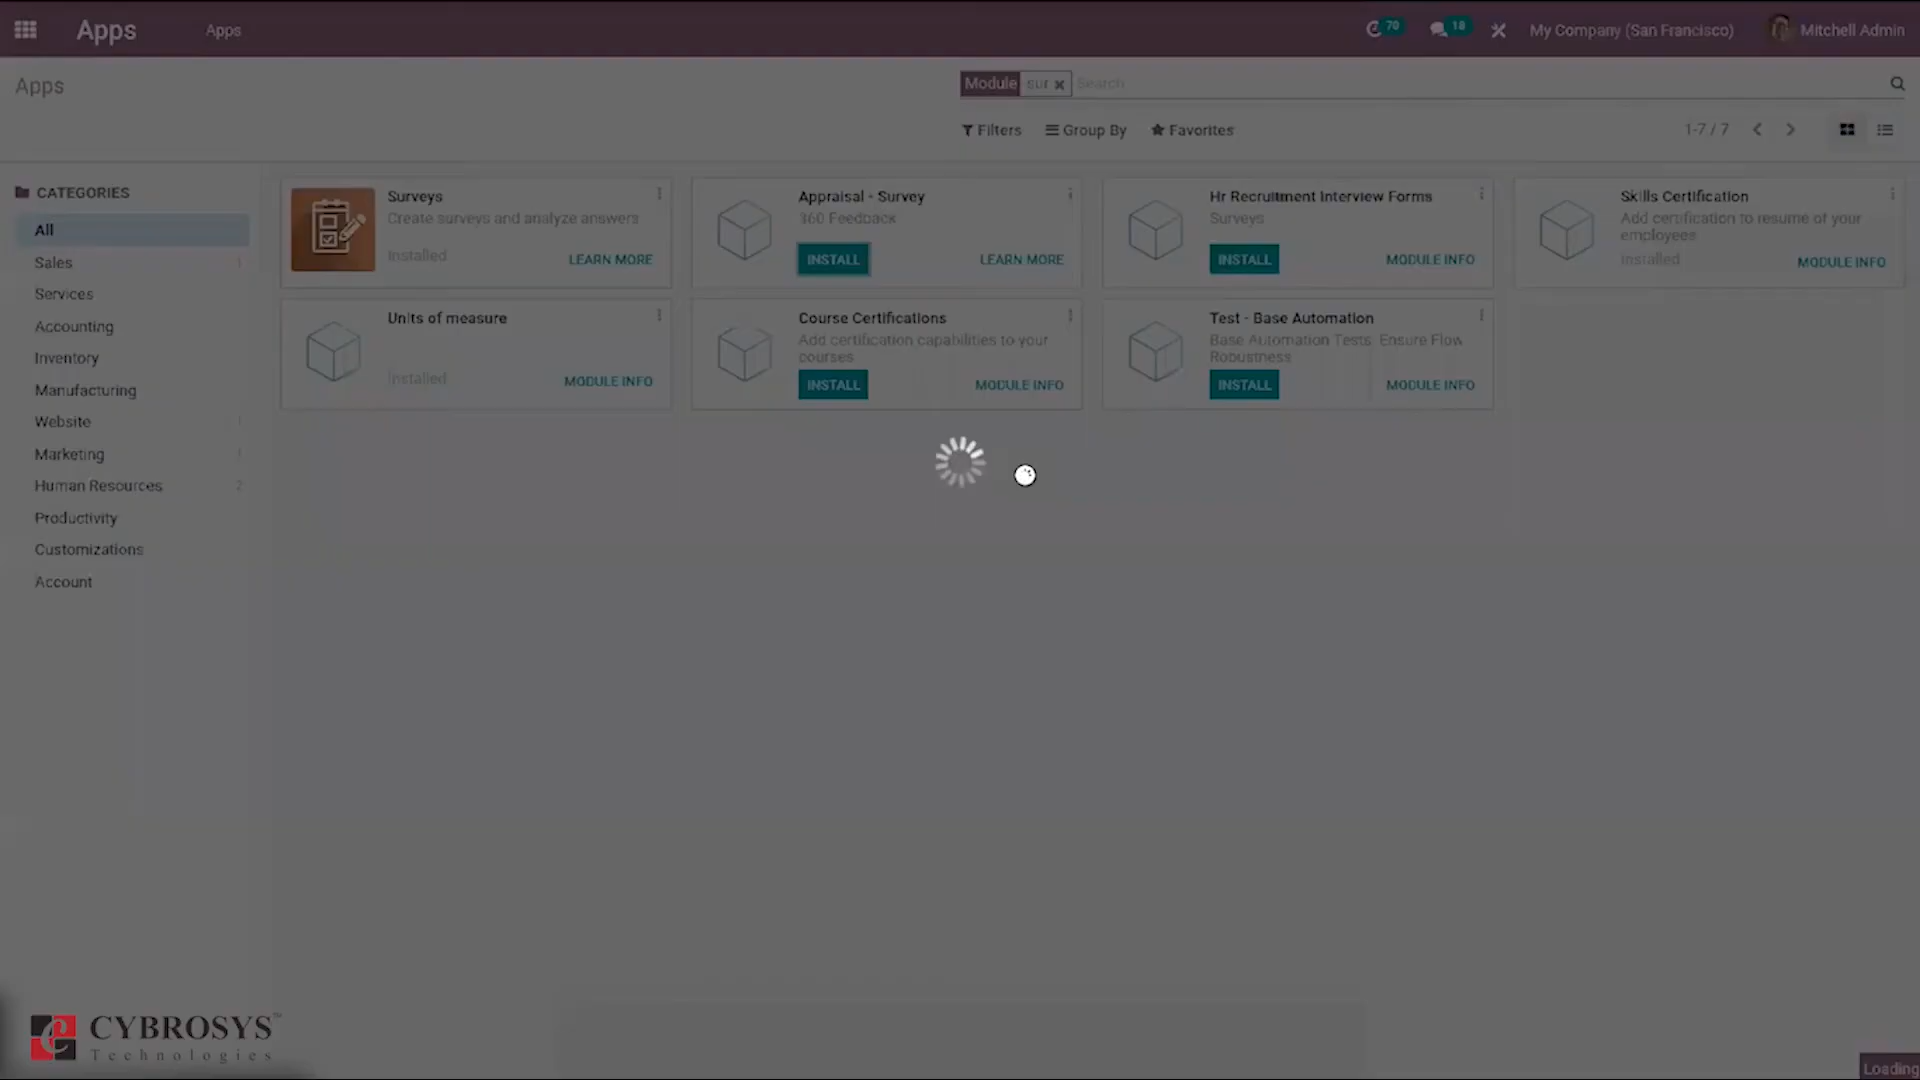 Apps
Apps
70
18
My Company (San Francisco)
Mitchell Admin
Apps
Module
sur
Search
Filters
Group By
Favorites
1-7 / 7
CATEGORIES
All
Sales 1
Services
Accounting
Inventory
Manufacturing
Website 1
Marketing 1
Human Resources 2
Productivity
Customizations
Account
Surveys
Create surveys and analyze answers
Installed
LEARN MORE
Appraisal - Survey
360 Feedback
INSTALL
LEARN MORE
Hr Recruitment Interview Forms
Surveys
INSTALL
MODULE INFO
Skills Certification
Add certification to resume of your
employees
Installed
MODULE INFO
Units of measure
Installed
MODULE INFO
Course Certifications
Add certification capabilities to your
courses
INSTALL
MODULE INFO
Test - Base Automation
Base Automation Tests: Ensure Flow
Robustness
INSTALL
MODULE INFO
CYBROSYS™
Technologies
Loading